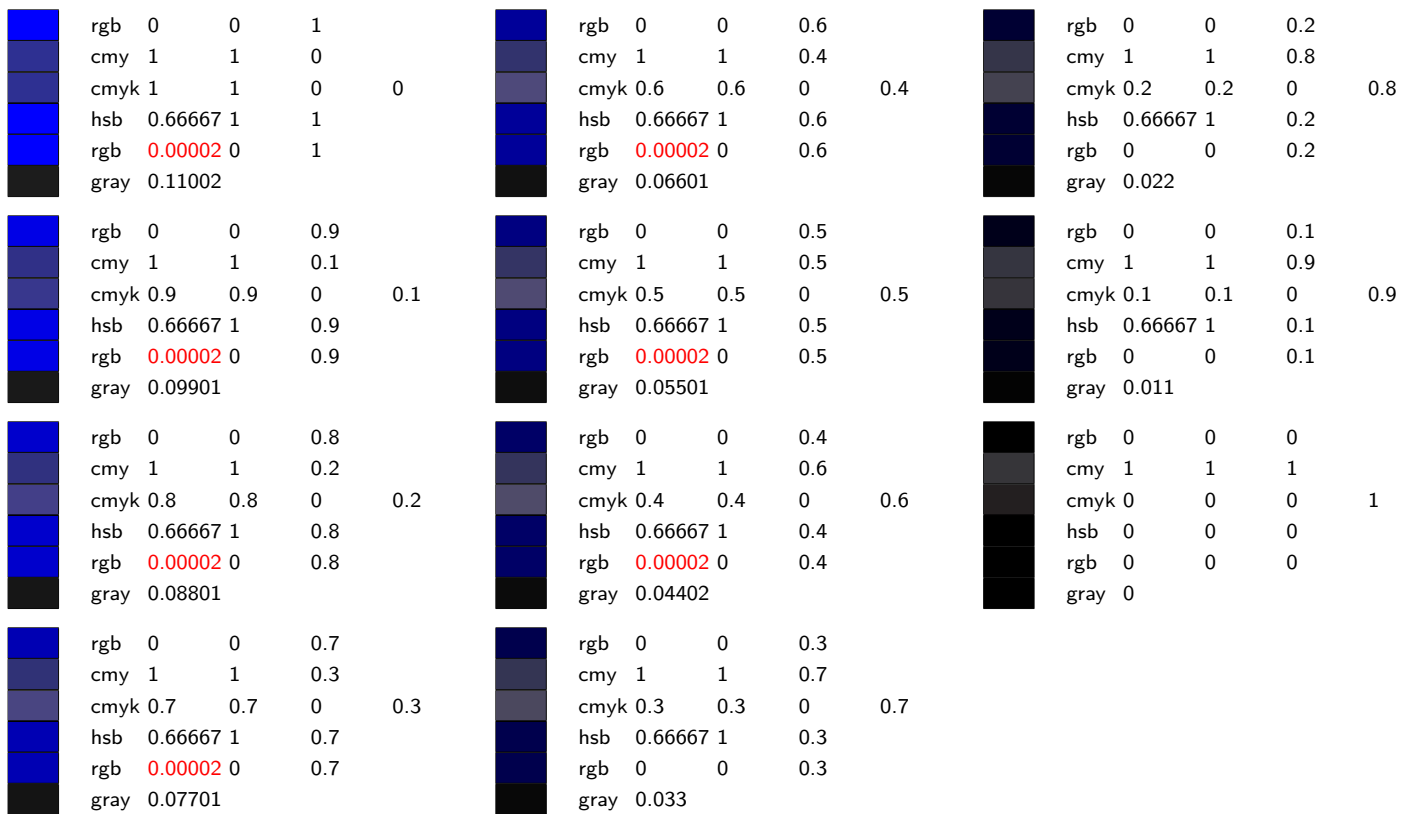 rgb 0 0 1
cmy 1 1 0
cmyk 1 1 0 0
hsb 0.66667 1 1
rgb 0.00002 0 1
gray 0.11002
rgb 0 0 0.9
cmy 1 1 0.1
cmyk 0.9 0.9 0 0.1
hsb 0.66667 1 0.9
rgb 0.00002 0 0.9
gray 0.09901
rgb 0 0 0.8
cmy 1 1 0.2
cmyk 0.8 0.8 0 0.2
hsb 0.66667 1 0.8
rgb 0.00002 0 0.8
gray 0.08801
rgb 0 0 0.7
cmy 1 1 0.3
cmyk 0.7 0.7 0 0.3
hsb 0.66667 1 0.7
rgb 0.00002 0 0.7
gray 0.07701
rgb 0 0 0.6
cmy 1 1 0.4
cmyk 0.6 0.6 0 0.4
hsb 0.66667 1 0.6
rgb 0.00002 0 0.6
gray 0.06601
rgb 0 0 0.5
cmy 1 1 0.5
cmyk 0.5 0.5 0 0.5
hsb 0.66667 1 0.5
rgb 0.00002 0 0.5
gray 0.05501
rgb 0 0 0.4
cmy 1 1 0.6
cmyk 0.4 0.4 0 0.6
hsb 0.66667 1 0.4
rgb 0.00002 0 0.4
gray 0.04402
rgb 0 0 0.3
cmy 1 1 0.7
cmyk 0.3 0.3 0 0.7
hsb 0.66667 1 0.3
rgb 0 0 0.3
gray 0.033
rgb 0 0 0.2
cmy 1 1 0.8
cmyk 0.2 0.2 0 0.8
hsb 0.66667 1 0.2
rgb 0 0 0.2
gray 0.022
rgb 0 0 0.1
cmy 1 1 0.9
cmyk 0.1 0.1 0 0.9
hsb 0.66667 1 0.1
rgb 0 0 0.1
gray 0.011
rgb 0 0 0
cmy 1 1 1
cmyk 0 0 0 1
hsb 0 0 0
rgb 0 0 0
gray 0